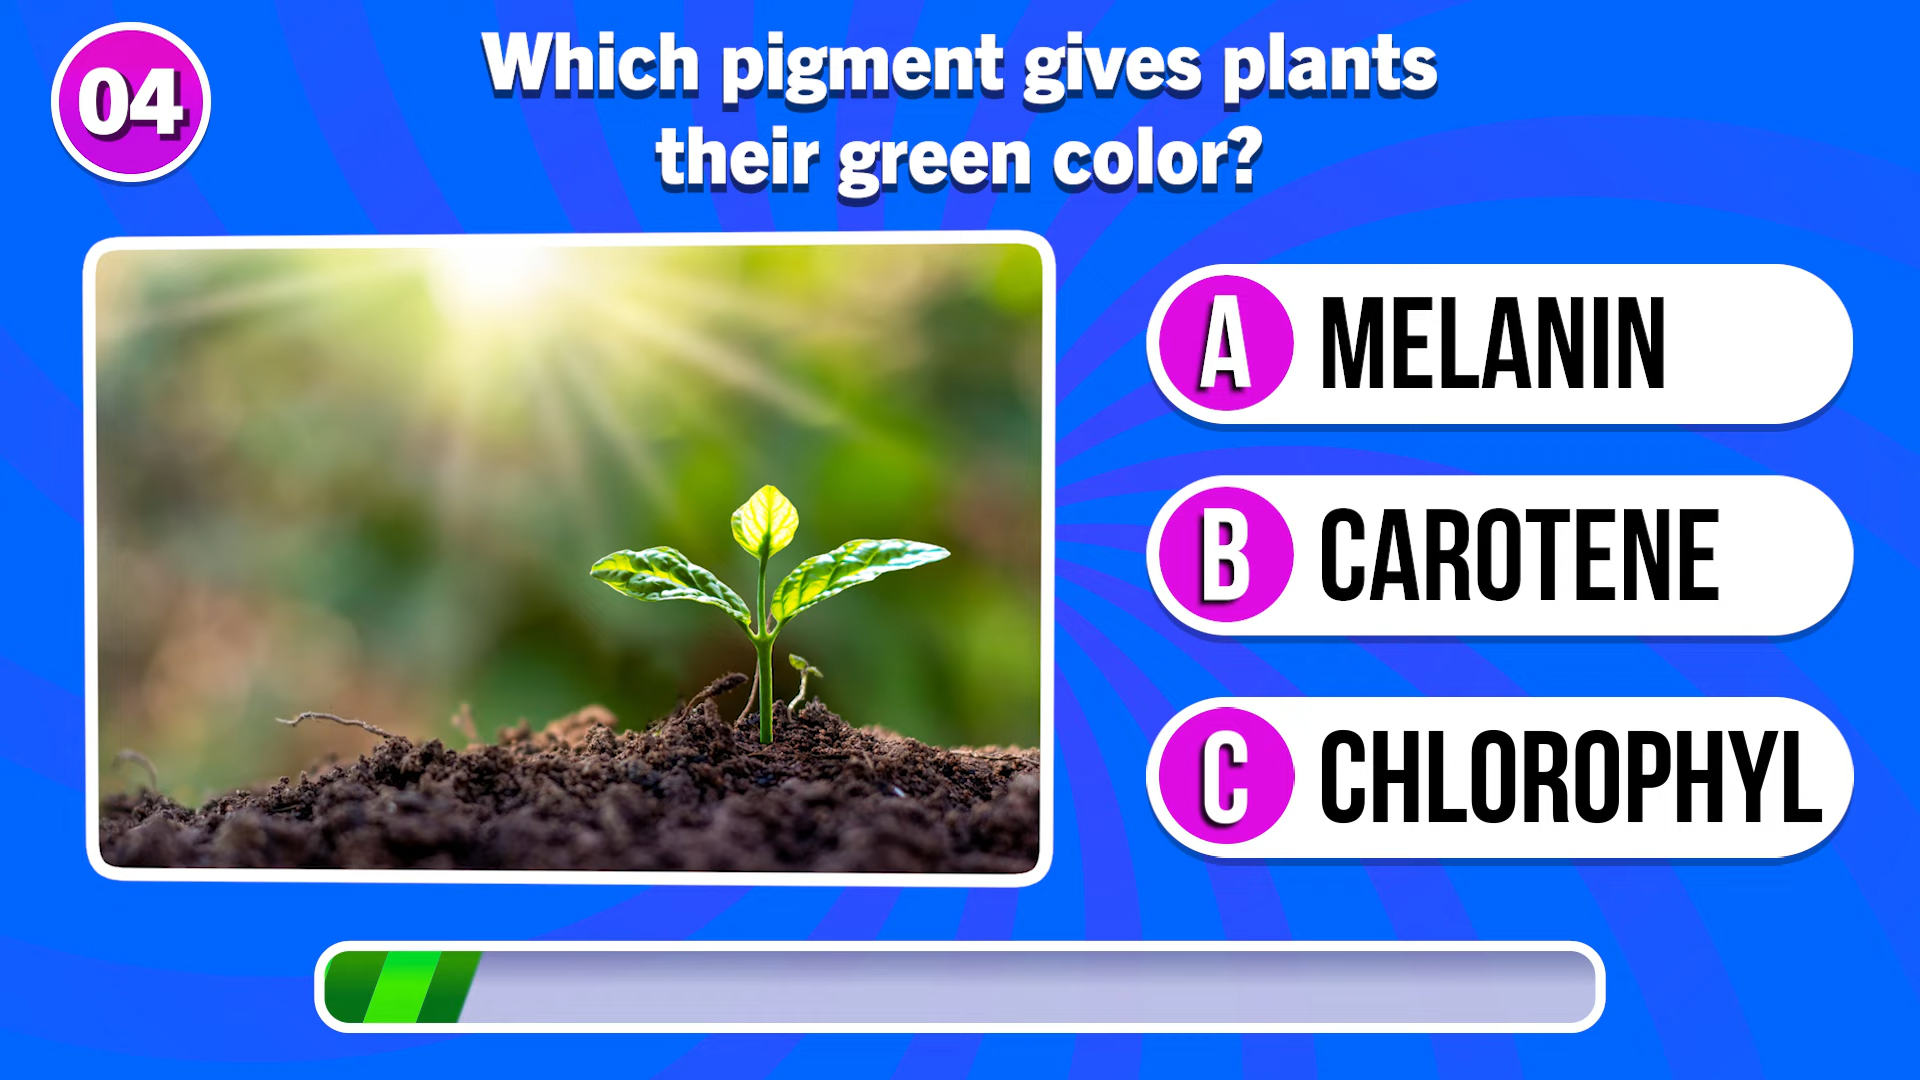 04
Which pigment gives plants
their green color?
A MELANIN
B CAROTENE
C CHLOROPHYL